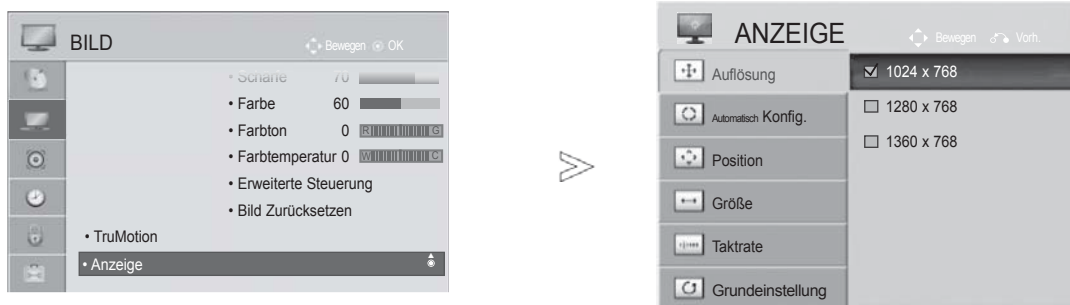 BILD
Bewegen OK
• Schärfe 70
• Farbe 60
• Farbton 0 R G
• Farbtemperatur 0 W C
• Erweiterte Steuerung
• Bild Zurücksetzen
• TruMotion
• Anzeige
ANZEIGE
Bewegen Vorh.
Auflösung
Automatisch Konfig.
Position
Größe
Taktrate
Grundeinstellung
1024 x 768
1280 x 768
1360 x 768